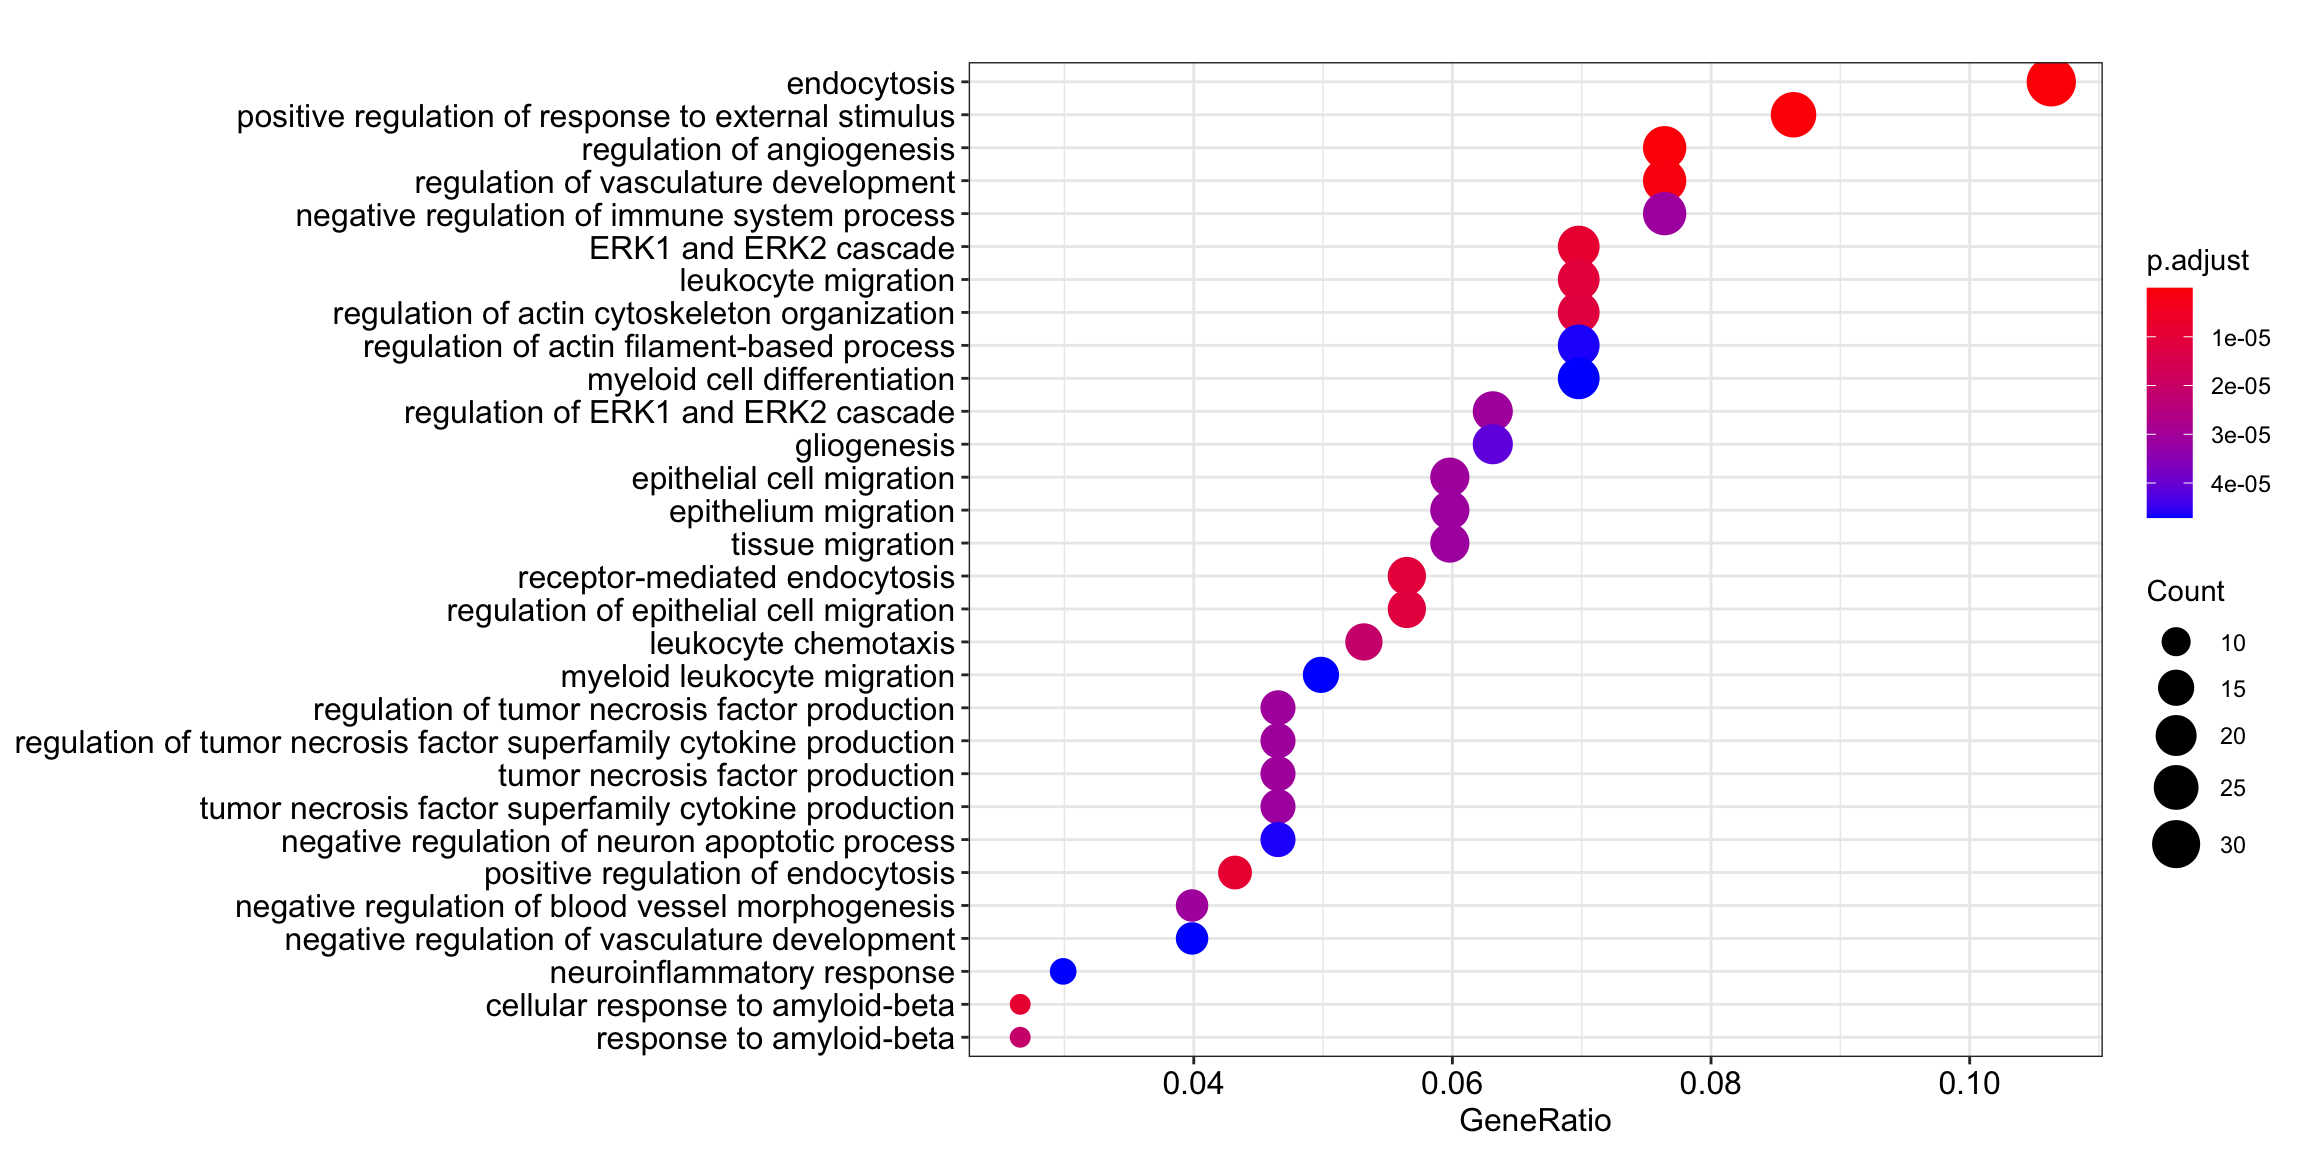 endocytosis
positive regulation of response to external stimulus
regulation of angiogenesis
regulation of vasculature development
negative regulation of immune system process
ERK1 and ERK2 cascade
leukocyte migration
regulation of actin cytoskeleton organization
regulation of actin filament-based process
myeloid cell differentiation
regulation of ERK1 and ERK2 cascade
gliogenesis
epithelial cell migration
epithelium migration
tissue migration
receptor-mediated endocytosis
regulation of epithelial cell migration
leukocyte chemotaxis
myeloid leukocyte migration
regulation of tumor necrosis factor production
regulation of tumor necrosis factor superfamily cytokine production
tumor necrosis factor production
tumor necrosis factor superfamily cytokine production
negative regulation of neuron apoptotic process
positive regulation of endocytosis
negative regulation of blood vessel morphogenesis
negative regulation of vasculature development
neuroinflammatory response
cellular response to amyloid-beta
response to amyloid-beta
0.04 0.06 0.08 0.10
GeneRatio
p.adjust
1e-05
2e-05
3e-05
4e-05
Count
10
15
20
25
30